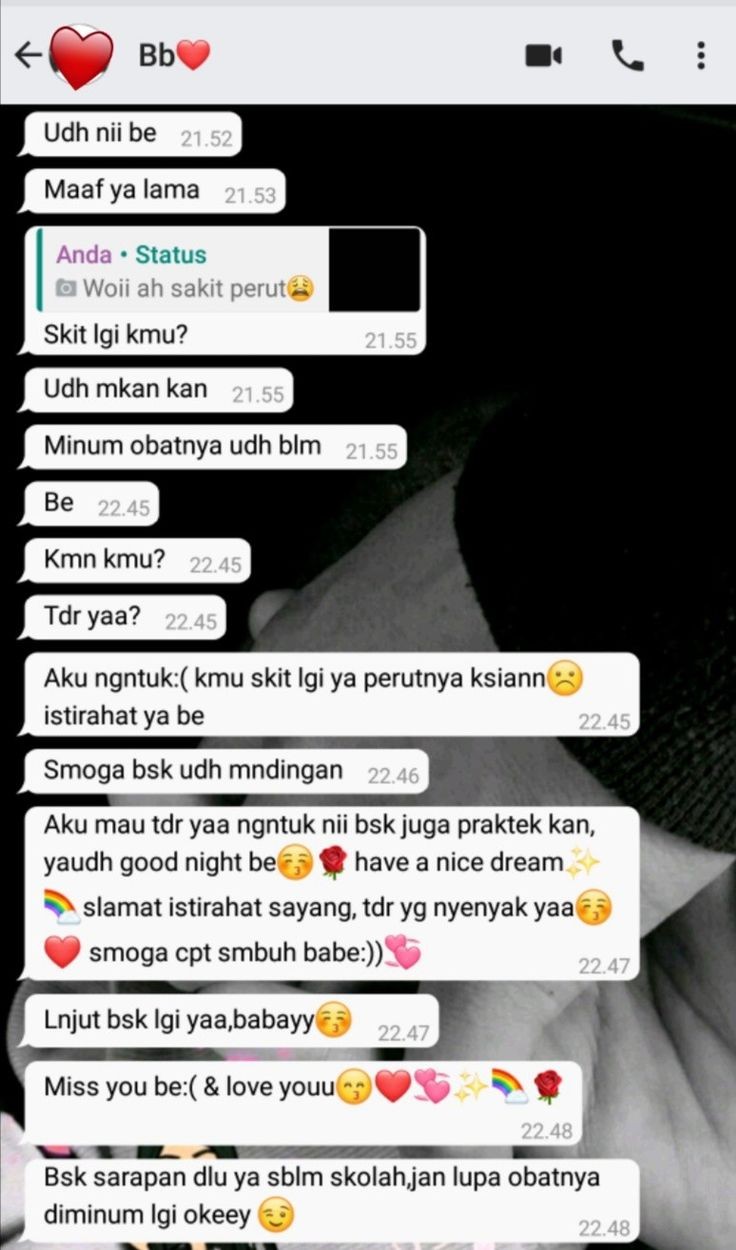 Bb❤️
Udh nii be 21.52
Maaf ya lama 21.53
Anda • Status
Woii ah sakit perut😩
Skit lgi kmu? 21.55
Udh mkan kan 21.55
Minum obatnya udh blm 21.55
Be 22.45
Kmn kmu? 22.45
Tdr yaa? 22.45
Aku ngntuk:( kmu skit lgi ya perutnya ksiann☹️
istirahat ya be 22.45
Smoga bsk udh mndingan 22.46
Aku mau tdr yaa ngntuk nii bsk juga praktek kan,
yaudh good night be😚🌹 have a nice dream✨
🌈slamat istirahat sayang, tdr yg nyenyak yaa😚
❤️ smoga cpt smbuh babe:))💞 22.47
Lnjut bsk lgi yaa,babayy😚 22.47
Miss you be:( & love youu😙❤️💞✨🌈🌹
22.48
Bsk sarapan dlu ya sblm skolah,jan lupa obatnya
diminum lgi okeey 😉 22.48